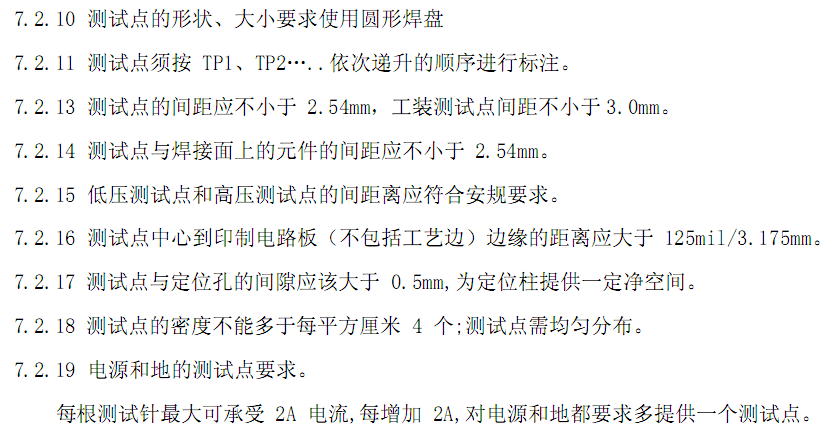 7.2.10 测试点的形状、大小要求使用圆形焊盘
7.2.11 测试点须按 TP1、TP2…..依次递升的顺序进行标注。
7.2.13 测试点的间距应不小于 2.54mm，工装测试点间距不小于3.0mm。
7.2.14 测试点与焊接面上的元件的间距应不小于 2.54mm。
7.2.15 低压测试点和高压测试点的间距离应符合安规要求。
7.2.16 测试点中心到印制电路板（不包括工艺边）边缘的距离应大于 125mil/3.175mm。
7.2.17 测试点与定位孔的间隙应该大于 0.5mm,为定位柱提供一定净空间。
7.2.18 测试点的密度不能多于每平方厘米 4 个;测试点需均匀分布。
7.2.19 电源和地的测试点要求。
每根测试针最大可承受 2A 电流,每增加 2A,对电源和地都要求多提供一个测试点。